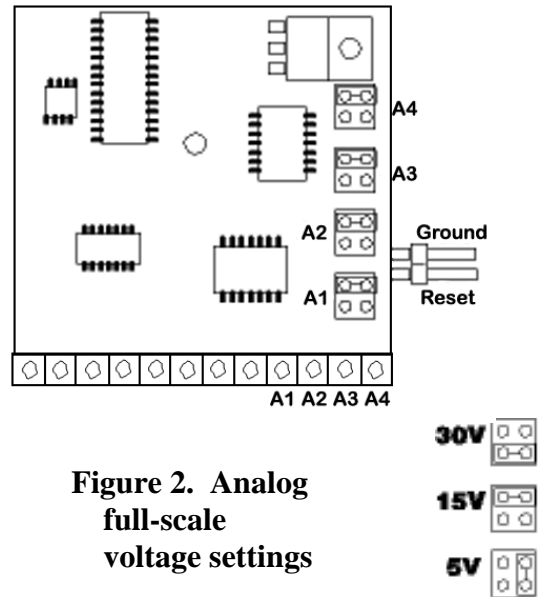 A4
A3
A2
Ground
A1
Reset
A1 A2 A3 A4
30V
Figure 2. Analog
full-scale
voltage settings
15V
5V